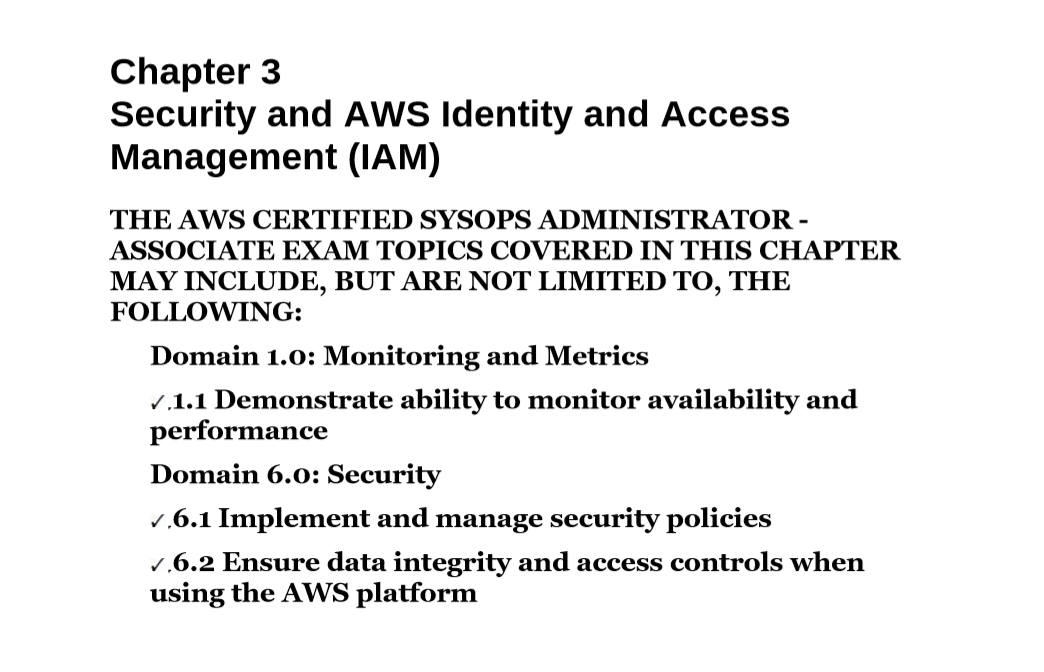 Chapter 3
Security and AWS Identity and Access
Management (IAM)
THE AWS CERTIFIED SYSOPS ADMINISTRATOR -
ASSOCIATE EXAM TOPICS COVERED IN THIS CHAPTER
MAY INCLUDE, BUT ARE NOT LIMITED TO, THE
FOLLOWING:
Domain 1.0: Monitoring and Metrics
✓.1.1 Demonstrate ability to monitor availability and
performance
Domain 6.0: Security
✓.6.1 Implement and manage security policies
✓.6.2 Ensure data integrity and access controls when
using the AWS platform